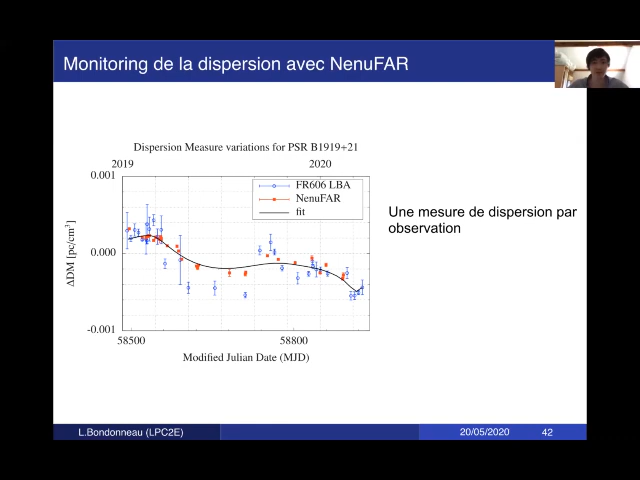 Monitoring de la dispersion avec NenuFAR
Dispersion Measure variations for PSR B1919+21
2019 2020
0.001
FR606 LBA
NenuFAR
fit
0.000
-0.001
ΔDM [pc/cm³]
58500 58800
Modified Julian Date (MJD)
Une mesure de dispersion par
observation
L.Bondonneau (LPC2E) 20/05/2020 42